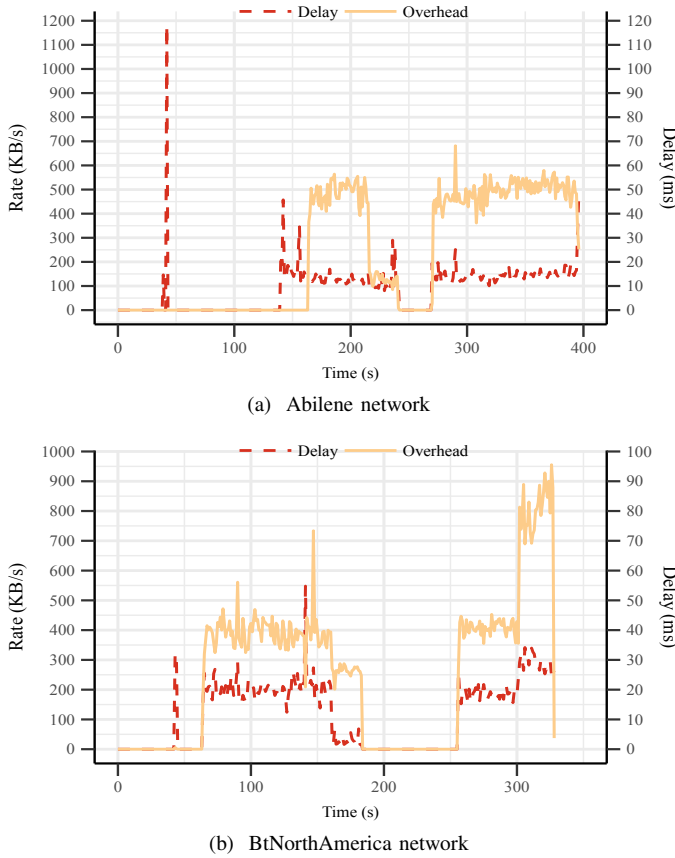 Delay Overhead
1200 120
1100 110
1000 100
900 90
800 80
700 70
600 60
500 50
400 40
300 30
200 20
100 10
0 0
Rate (KB/s)
Delay (ms)
0 100 200 300 400
Time (s)
(a) Abilene network
Delay Overhead
1000 100
900 90
800 80
700 70
600 60
500 50
400 40
300 30
200 20
100 10
0 0
Rate (KB/s)
Delay (ms)
0 100 200 300
Time (s)
(b) BtNorthAmerica network